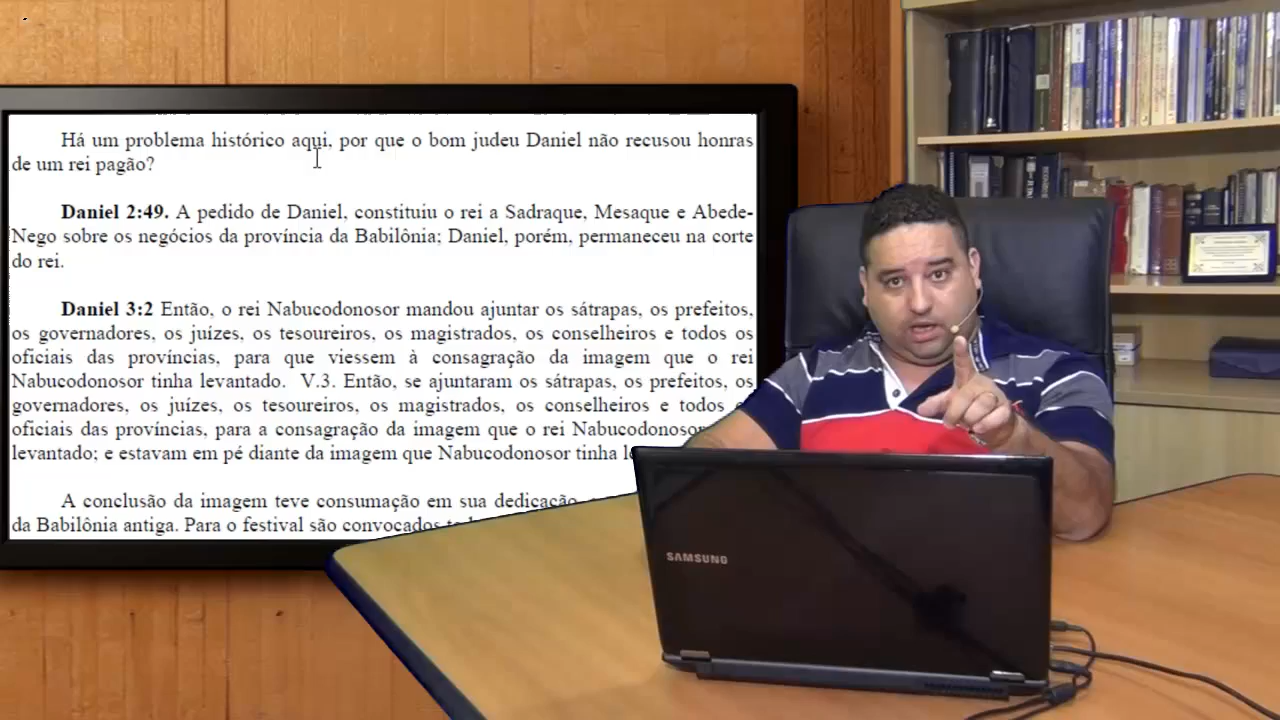 Há um problema histórico aqui, por que o bom judeu Daniel não recusou honras
de um rei pagão?
Daniel 2:49. A pedido de Daniel, constituiu o rei a Sadraque, Mesaque e Abede-
Nego sobre os negócios da província da Babilônia; Daniel, porém, permaneceu na corte
do rei.
Daniel 3:2 Então, o rei Nabucodonosor mandou ajuntar os sátrapas, os prefeitos,
os governadores, os juízes, os tesoureiros, os magistrados, os conselheiros e todos os
oficiais das províncias, para que viessem à consagração da imagem que o rei
Nabucodonosor tinha levantado. V.3. Então, se ajuntaram os sátrapas, os prefeitos, os
governadores, os juízes, os tesoureiros, os magistrados, os conselheiros e todos
oficiais das províncias, para a consagração da imagem que o rei Nabucodonosor
levantado; e estavam em pé diante da imagem que Nabucodonosor tinha
A conclusão da imagem teve consumação em sua dedicação
da Babilônia antiga. Para o festival são convocados
SAMSUNG